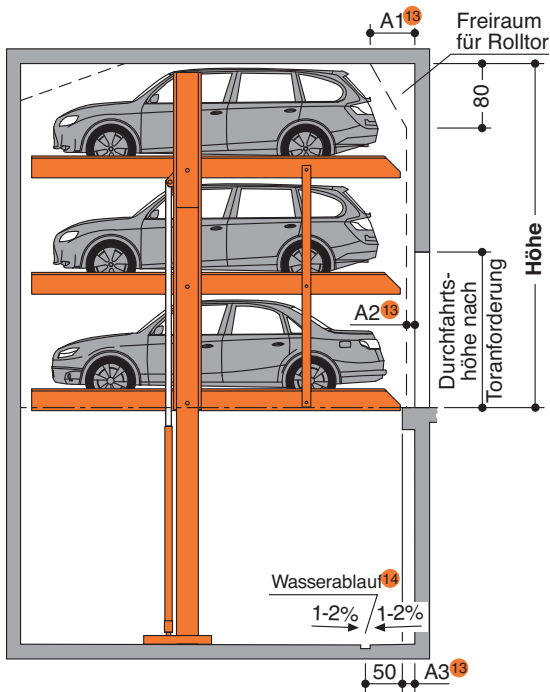 A1 13
Freiraum
für Rolltor
80
Höhe
A2 13
Durchfahrts-
höhe nach
Toranforderung
Wasserablauf 14
1-2% 1-2%
50 A3 13